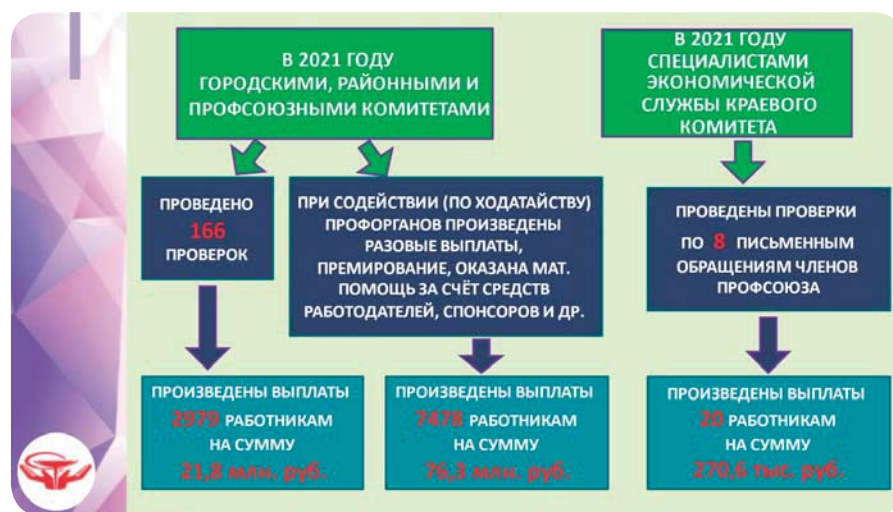 В 2021 ГОДУ
ГОРОДСКИМИ, РАЙОННЫМИ И
ПРОФСОЮЗНЫМИ КОМИТЕТАМИ
ПРОВЕДЕНО
166
ПРОВЕРОК
ПРИ СОДЕЙСТВИИ (ПО ХОДАТАЙСТВУ)
ПРОФОРГАНОВ ПРОИЗВЕДЕНЫ
РАЗОВЫЕ ВЫПЛАТЫ,
ПРЕМИРОВАНИЕ, ОКАЗАНА МАТ.
ПОМОЩЬ ЗА СЧЁТ СРЕДСТВ
РАБОТОДАТЕЛЕЙ, СПОНСОРОВ И ДР.
ПРОИЗВЕДЕНЫ ВЫПЛАТЫ
2979 РАБОТНИКАМ
НА СУММУ
21,8 млн. руб.
ПРОИЗВЕДЕНЫ ВЫПЛАТЫ
7478 РАБОТНИКАМ
НА СУММУ
76,3 млн. руб.
В 2021 ГОДУ
СПЕЦИАЛИСТАМИ
ЭКОНОМИЧЕСКОЙ
СЛУЖБЫ КРАЕВОГО
КОМИТЕТА
ПРОВЕДЕНЫ ПРОВЕРКИ
ПО 8 ПИСЬМЕННЫМ
ОБРАЩЕНИЯМ ЧЛЕНОВ
ПРОФСОЮЗА
ПРОИЗВЕДЕНЫ ВЫПЛАТЫ
20 РАБОТНИКАМ
НА СУММУ
270,6 тыс. руб.